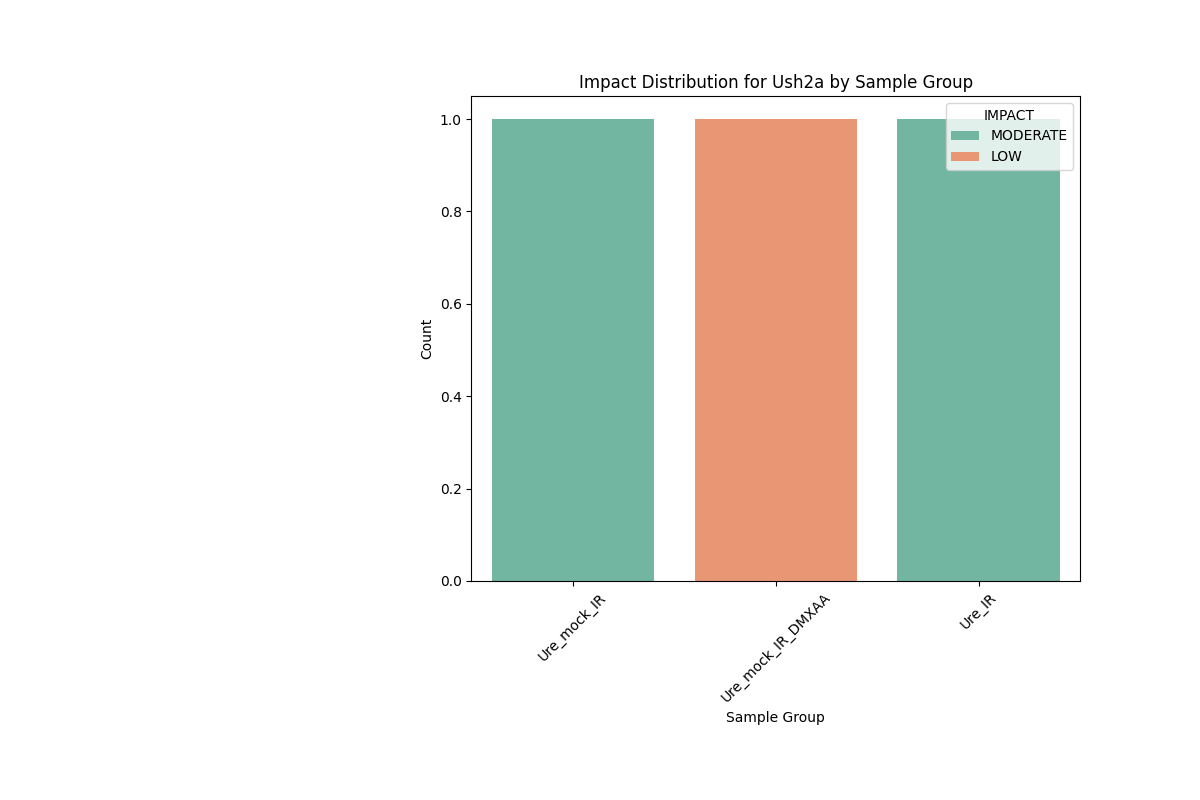 Impact Distribution for Ush2a by Sample Group
IMPACT
MODERATE
LOW
1.0
0.8
0.6
0.4
0.2
0.0
Count
Ure_mock_IR
Ure_mock_IR_DMXAA
Ure_IR
Sample Group